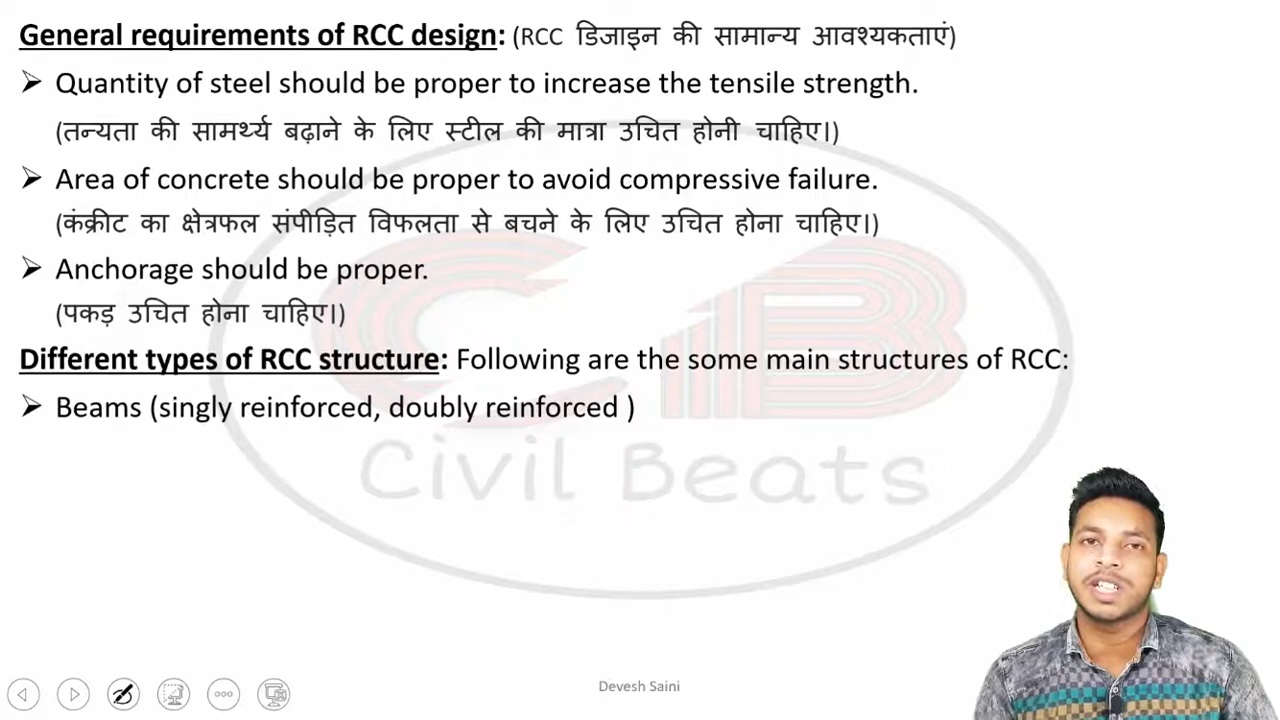 General requirements of RCC design: (RCC डिजाइन की सामान्य आवश्यकताएं)
➢ Quantity of steel should be proper to increase the tensile strength.
(तन्यता की सामर्थ्य बढ़ाने के लिए स्टील की मात्रा उचित होनी चाहिए।)
➢ Area of concrete should be proper to avoid compressive failure.
(कंक्रीट का क्षेत्रफल संपीड़ित विफलता से बचने के लिए उचित होना चाहिए।)
➢ Anchorage should be proper.
(पकड़ उचित होना चाहिए।)
Different types of RCC structure: Following are the some main structures of RCC:
➢ Beams (singly reinforced, doubly reinforced )
CB
Civil Beats
Devesh Saini